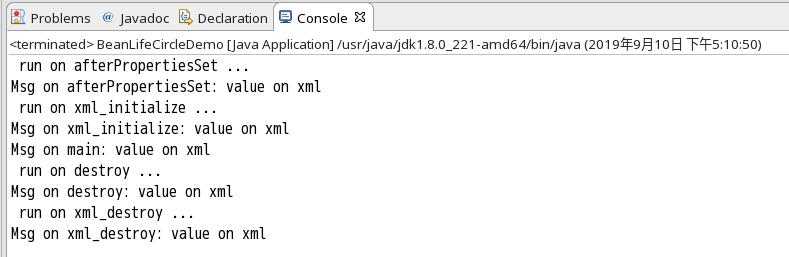 Problems @ Javadoc Declaration Console
<terminated> BeanLifeCircleDemo [Java Application] /usr/java/jdk1.8.0_221-amd64/bin/java (2019年9月10日 下午5:10:50)
run on afterPropertiesSet ...
Msg on afterPropertiesSet: value on xml
run on xml_initialize ...
Msg on xml_initialize: value on xml
Msg on main: value on xml
run on destroy ...
Msg on destroy: value on xml
run on xml_destroy ...
Msg on xml_destroy: value on xml